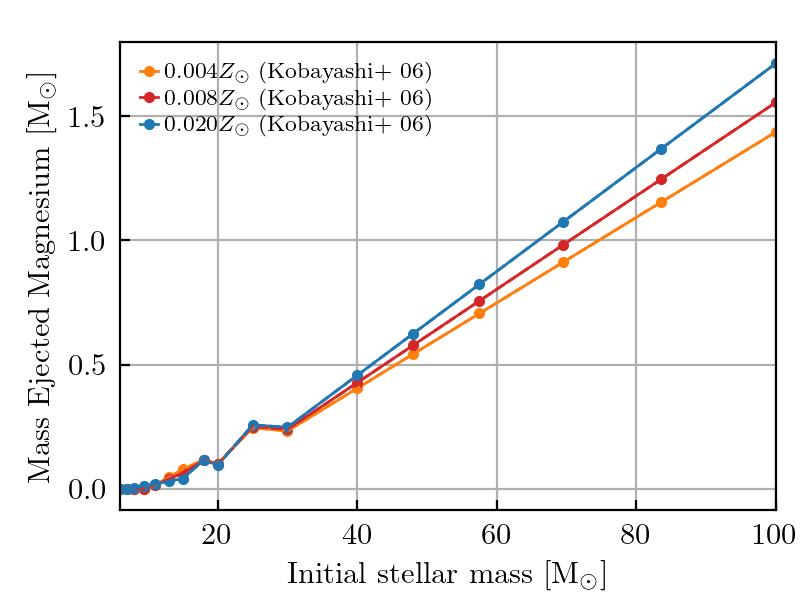 0.004Z⊙ (Kobayashi+ 06)
0.008Z⊙ (Kobayashi+ 06)
0.020Z⊙ (Kobayashi+ 06)
Mass Ejected Magnesium [M⊙]
1.5
1.0
0.5
0.0
20 40 60 80 100
Initial stellar mass [M⊙]